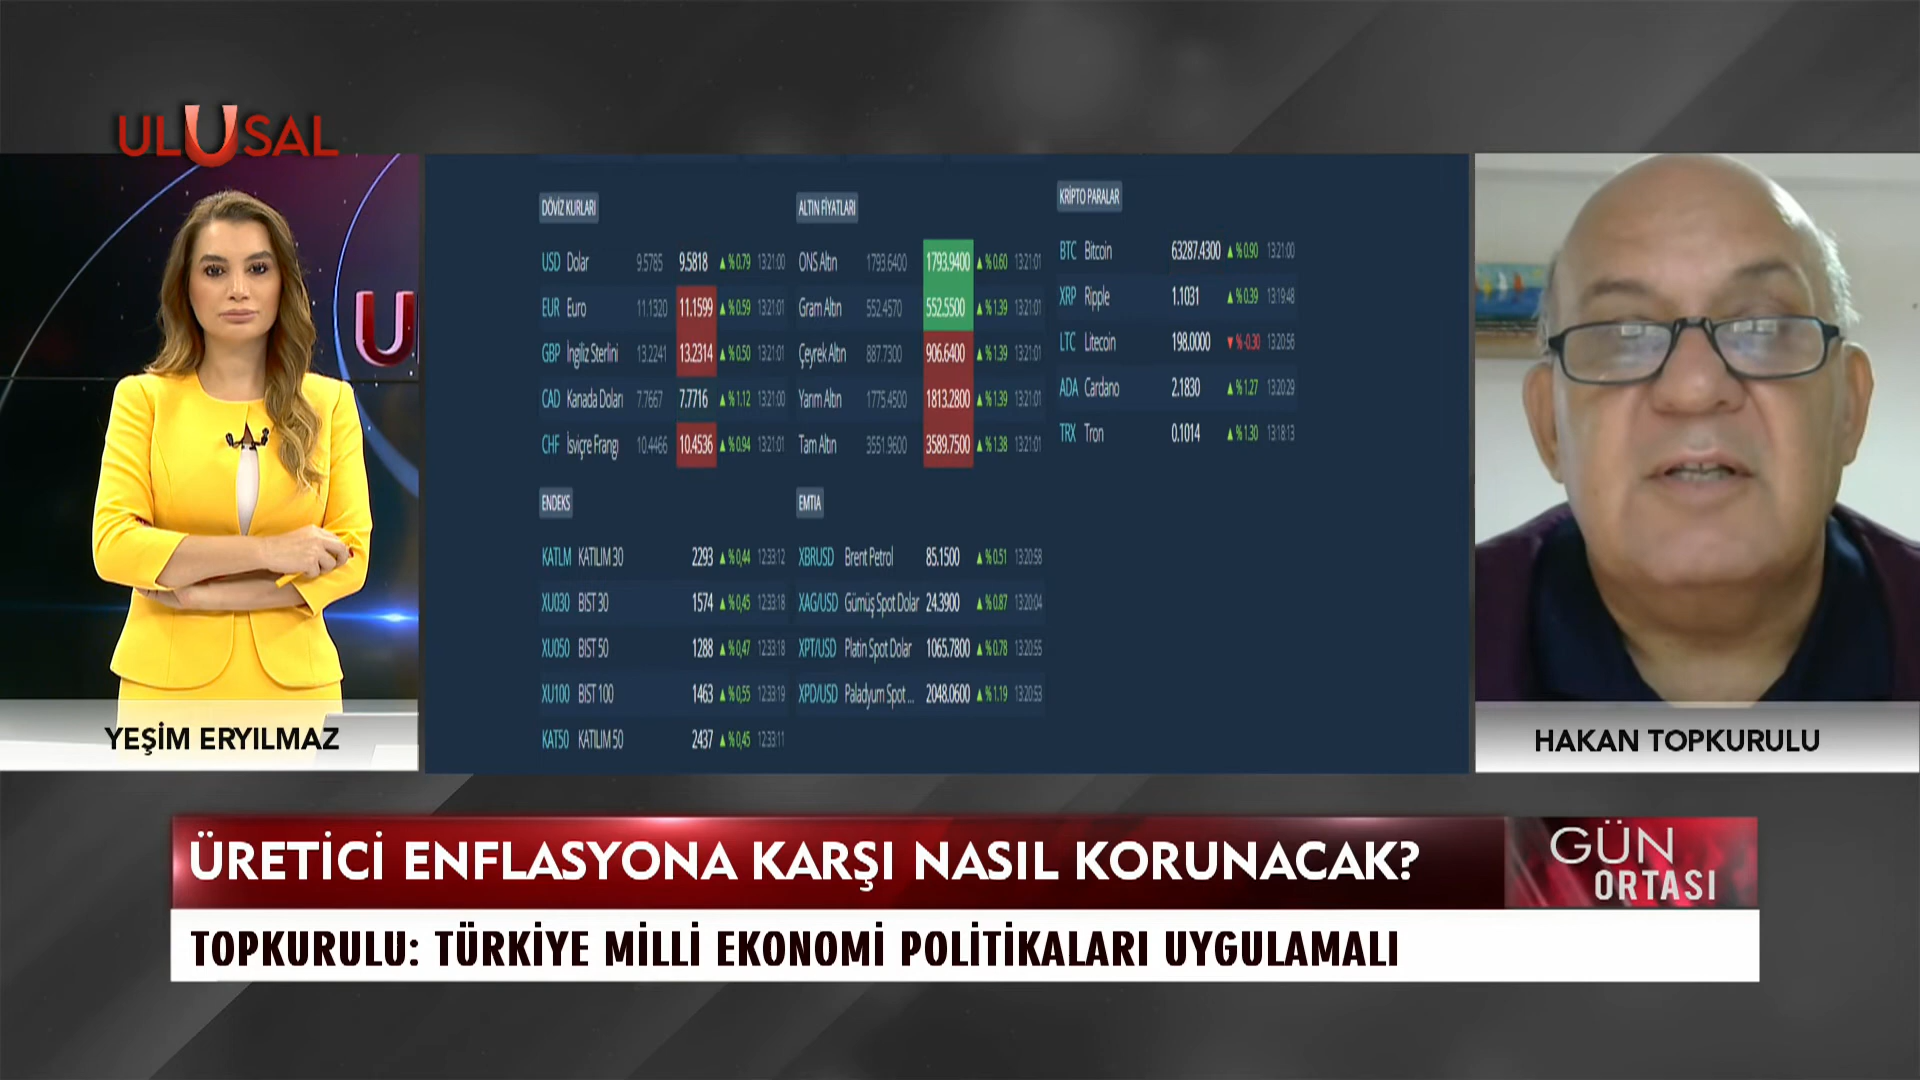 ULUSAL
U
DÖVİZ KURLARI
USD Dolar 9.5785 9.5818 ▲ %0.79 13:21:00
EUR Euro 11.1320 11.1599 ▲ %0.59 13:21:01
GBP İngiliz Sterlini 13.2241 13.2314 ▲ %0.50 13:21:01
CAD Kanada Doları 7.7667 7.7716 ▲ %1.12 13:21:00
CHF İsviçre Frangı 10.4466 10.4536 ▲ %0.94 13:21:01
ALTIN FİYATLARI
ONS Altın 1793.6400 1793.9400 ▲ %0.60 13:21:01
Gram Altın 552.4570 552.5500 ▲ %1.39 13:21:01
Çeyrek Altın 887.7300 906.6400 ▲ %1.39 13:21:01
Yarım Altın 1775.4500 1813.2800 ▲ %1.39 13:21:01
Tam Altın 3551.9600 3589.7500 ▲ %1.38 13:21:01
KRİPTO PARALAR
BTC Bitcoin 63287.4300 ▲ %0.90 13:21:00
XRP Ripple 1.1031 ▲ %0.39 13:19:48
LTC Litecoin 198.0000 ▼ %-0.30 13:20:56
ADA Cardano 2.1830 ▲ %1.27 13:20:29
TRX Tron 0.1014 ▲ %1.30 13:18:13
ENDEKS
KATLM KATILIM 30 2293 ▲ %0,44 12:33:12
XU030 BIST 30 1574 ▲ %0,45 12:33:18
XU050 BIST 50 1288 ▲ %0,47 12:33:18
XU100 BIST 100 1463 ▲ %0,55 12:33:19
KAT50 KATILIM 50 2437 ▲ %0,45 12:33:11
EMTIA
XBRUSD Brent Petrol 85.1500 ▲ %0.51 13:20:58
XAG/USD Gümüş Spot Dolar 24.3900 ▲ %0.87 13:20:04
XPT/USD Platin Spot Dolar 1065.7800 ▲ %0.78 13:20:55
XPD/USD Paladyum Spot ... 2048.0600 ▲ %1.19 13:20:53
YEŞİM ERYILMAZ
HAKAN TOPKURULU
ÜRETİCİ ENFLASYONA KARŞI NASIL KORUNACAK?
GÜN
ORTASI
TOPKURULU: TÜRKİYE MİLLİ EKONOMİ POLİTİKALARI UYGULAMALI